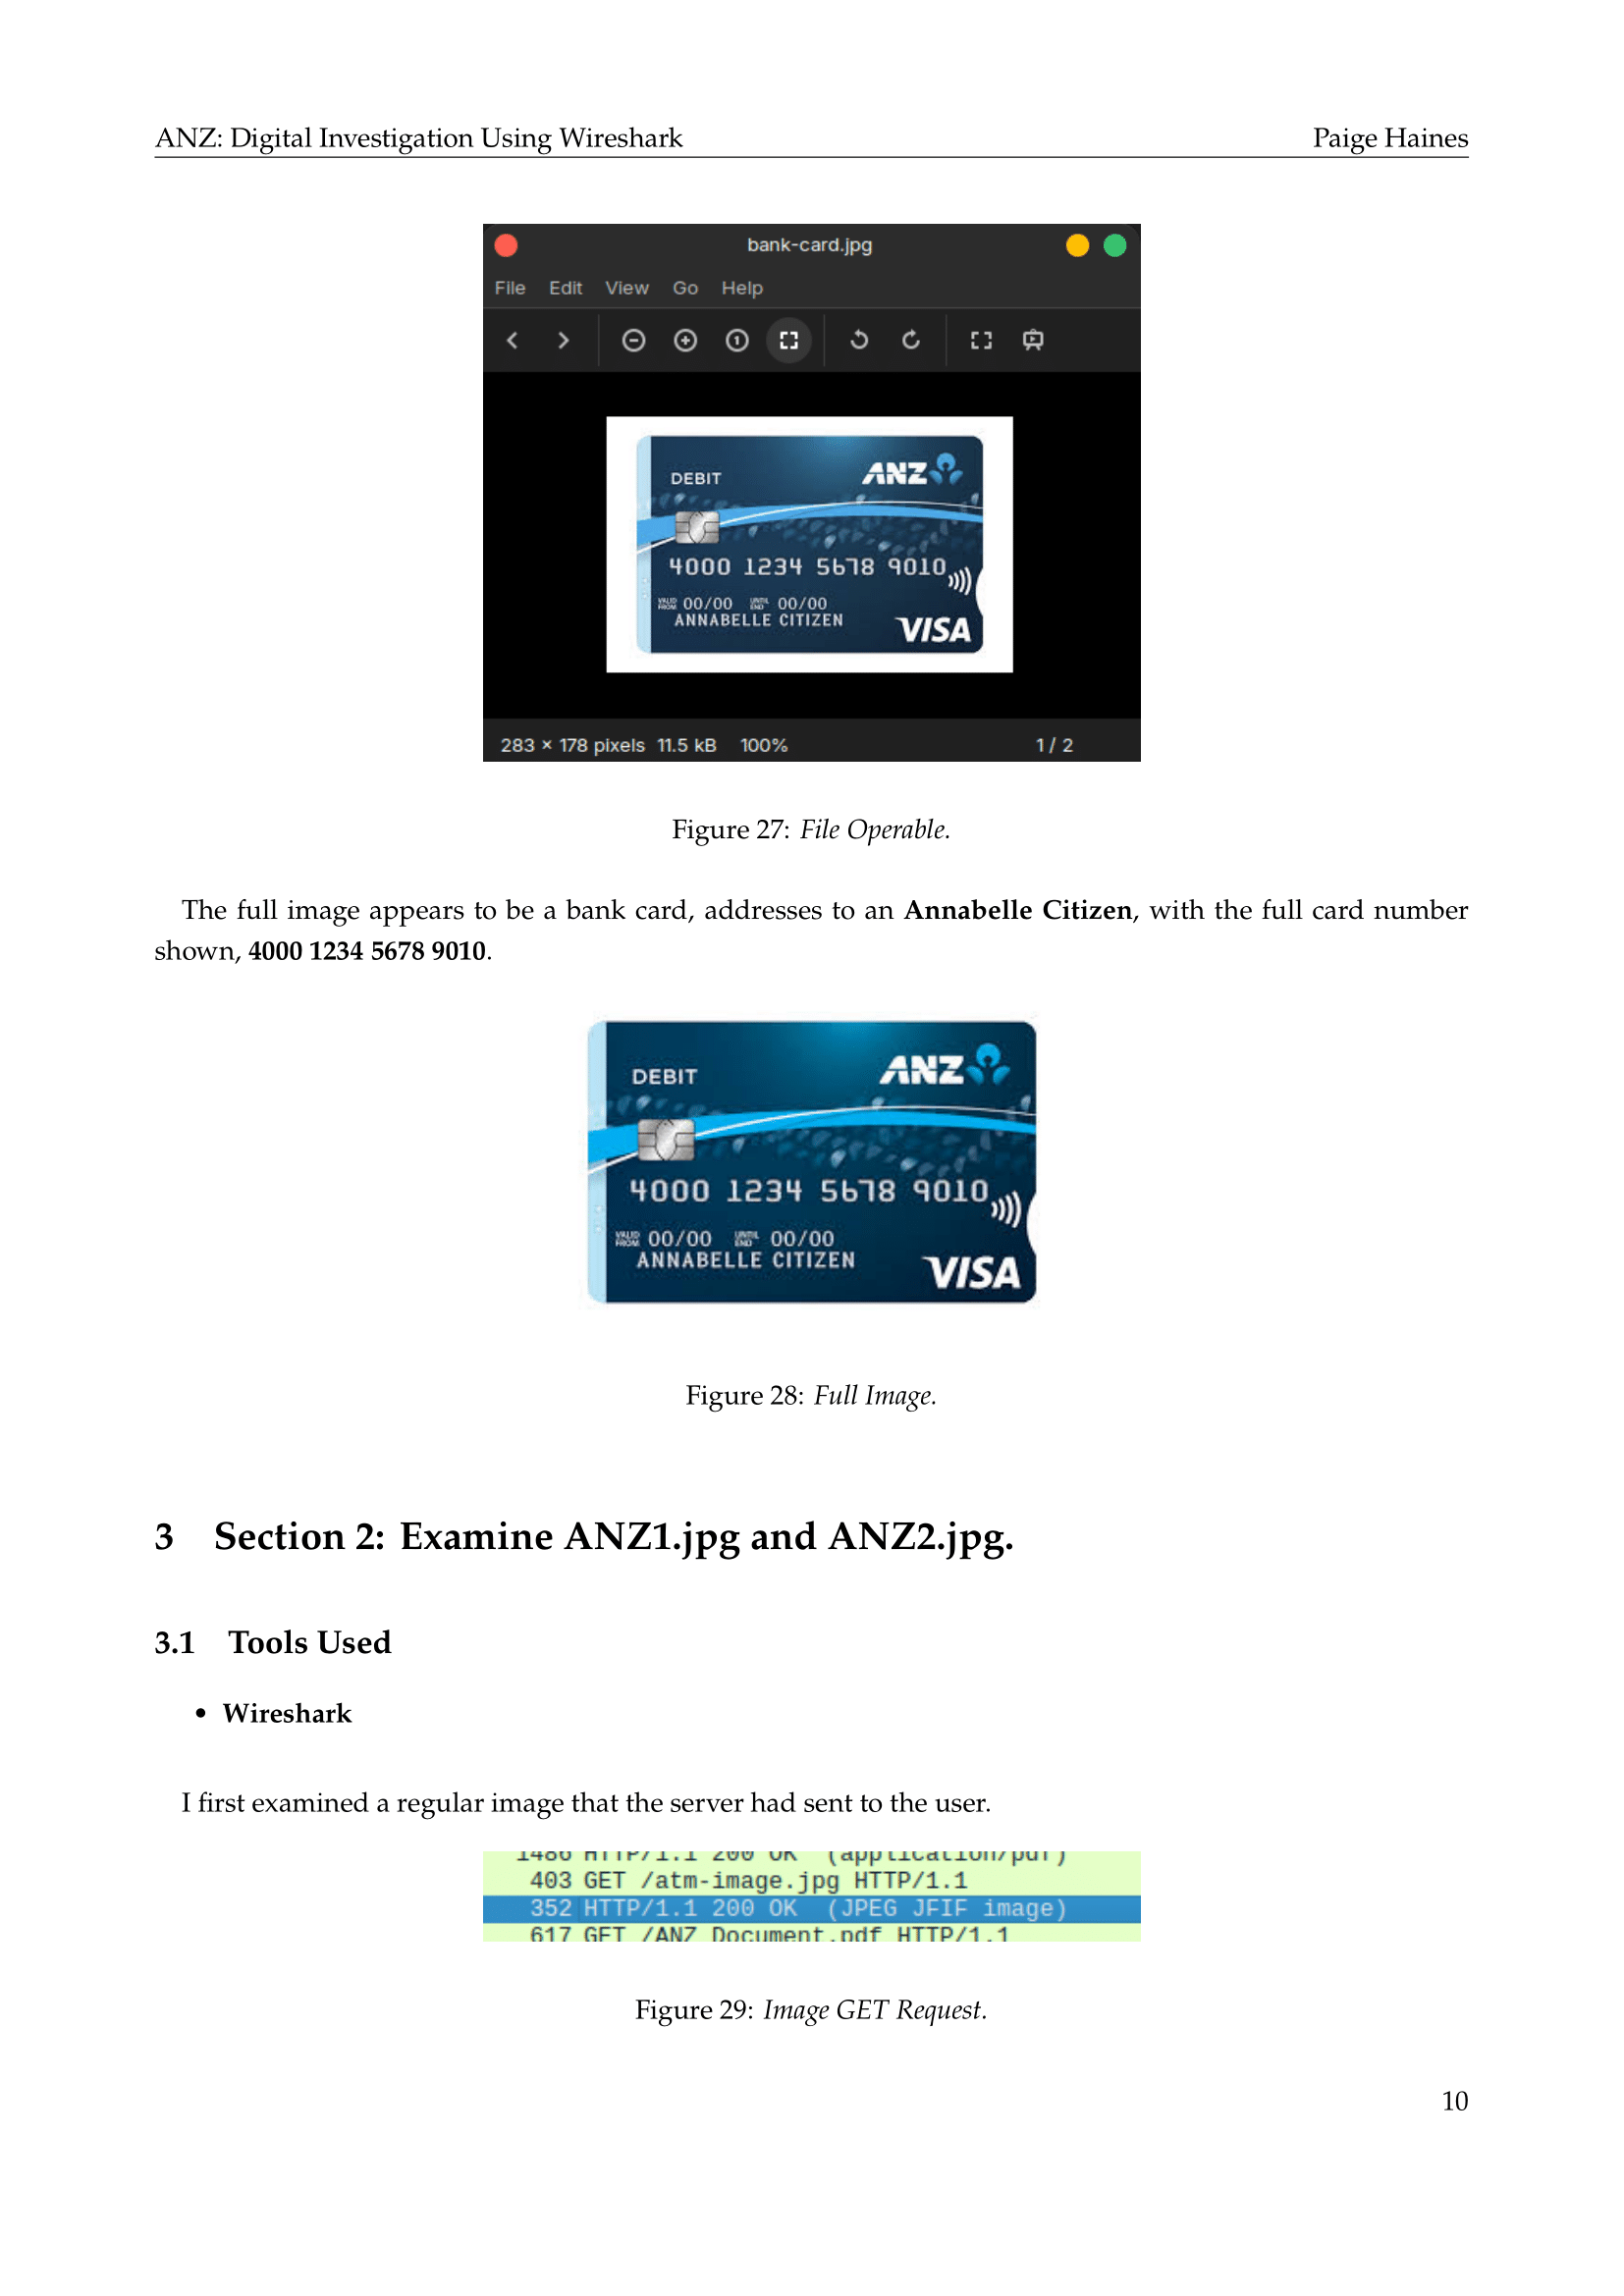 ANZ: Digital Investigation Using Wireshark Paige Haines
bank-card.jpg
File Edit View Go Help
DEBIT ANZ
4000 1234 5678 9010
VALID FROM 00/00 UNTIL END 00/00
ANNABELLE CITIZEN
VISA
283 × 178 pixels 11.5 kB 100% 1 / 2
Figure 27: File Operable.
The full image appears to be a bank card, addresses to an Annabelle Citizen, with the full card number
shown, 4000 1234 5678 9010.
DEBIT ANZ
4000 1234 5678 9010
VALID FROM 00/00 UNTIL END 00/00
ANNABELLE CITIZEN
VISA
Figure 28: Full Image.
3 Section 2: Examine ANZ1.jpg and ANZ2.jpg.
3.1 Tools Used
• Wireshark
I first examined a regular image that the server had sent to the user.
1486 HTTP/1.1 200 OK (application/pdf)
403 GET /atm-image.jpg HTTP/1.1
352 HTTP/1.1 200 OK (JPEG JFIF image)
617 GET /ANZ_Document.pdf HTTP/1.1
Figure 29: Image GET Request.
10